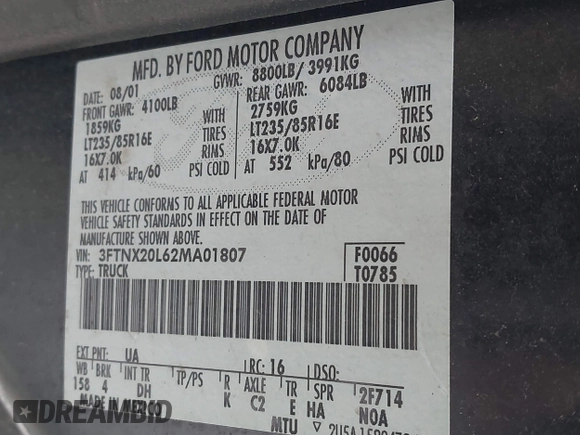 MFD. BY FORD MOTOR COMPANY
DATE: 08/01 GVWR: 8800LB/ 3991KG
FRONT GAWR: 4100LB REAR GAWR: 6084LB
1859KG WITH 2759KG WITH
LT235/85R16E TIRES LT235/85R16E TIRES
16X7.0K RIMS 16X7.0K RIMS
AT 414 kPa/60 PSI COLD AT 552 kPa/80 PSI COLD
THIS VEHICLE CONFORMS TO ALL APPLICABLE FEDERAL MOTOR
VEHICLE SAFETY STANDARDS IN EFFECT ON THE DATE OF
MANUFACTURE SHOWN ABOVE.
VIN: 3FTNX20L62MA01807 F0066
TYPE: TRUCK T0785
EXT PNT: UA RC: 16 DSO:
WB BRK INT TR TP/PS R AXLE TR SPR 2F714
158 4 DH K C2 E HA NOA
MADE IN MEXICO MTU
DREAMBID